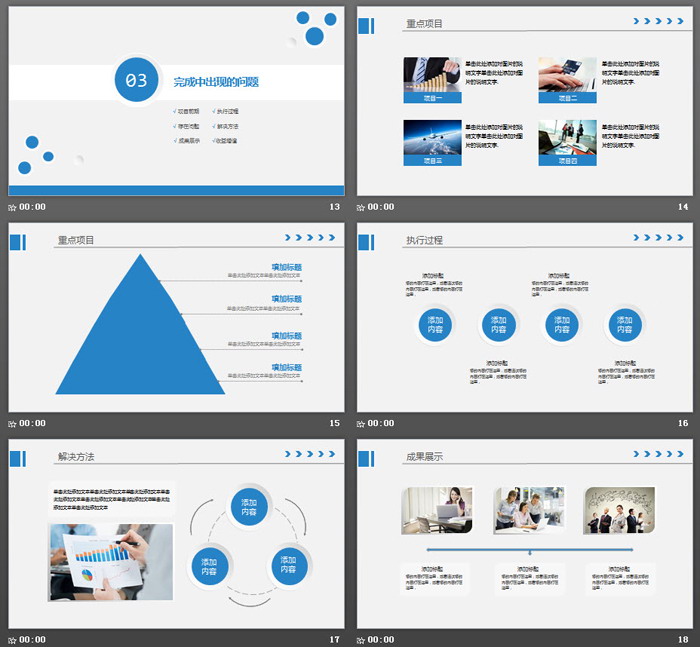 03
完成中出现的问题
√ 项目前期 √ 执行过程
√ 存在问题 √ 解决方法
√ 成果展示 √收益增值
00:00 13
重点项目
单击此处添加对图片的说
明文字单击此处添加对图
片的说明文字.
项目一
单击此处添加对图片的说
明文字单击此处添加对图
片的说明文字.
项目二
单击此处添加对图片的说
明文字单击此处添加对图
片的说明文字.
项目三
单击此处添加对图片的说
明文字单击此处添加对图
片的说明文字.
项目四
00:00 14
重点项目
填加标题
单击此处添加文本单击此处添加文本
填加标题
单击此处添加文本单击此处添加文本
填加标题
单击此处添加文本单击此处添加文本
填加标题
单击此处添加文本单击此处添加文本
00:00 15
执行过程
添加标题
添加标题
添加
内容
添加
内容
添加
内容
添加
内容
添加标题
添加标题
00:00 16
解决方法
单击此处添加文本单击此处添加文本单击此处添加文本单击此
处添加文本单击此处添加文本单击此处添加文本单击此处添加
文本单击此处添加文本
添加
内容
添加
内容
添加
内容
00:00 17
成果展示
添加标题
添加标题
添加标题
00:00 18